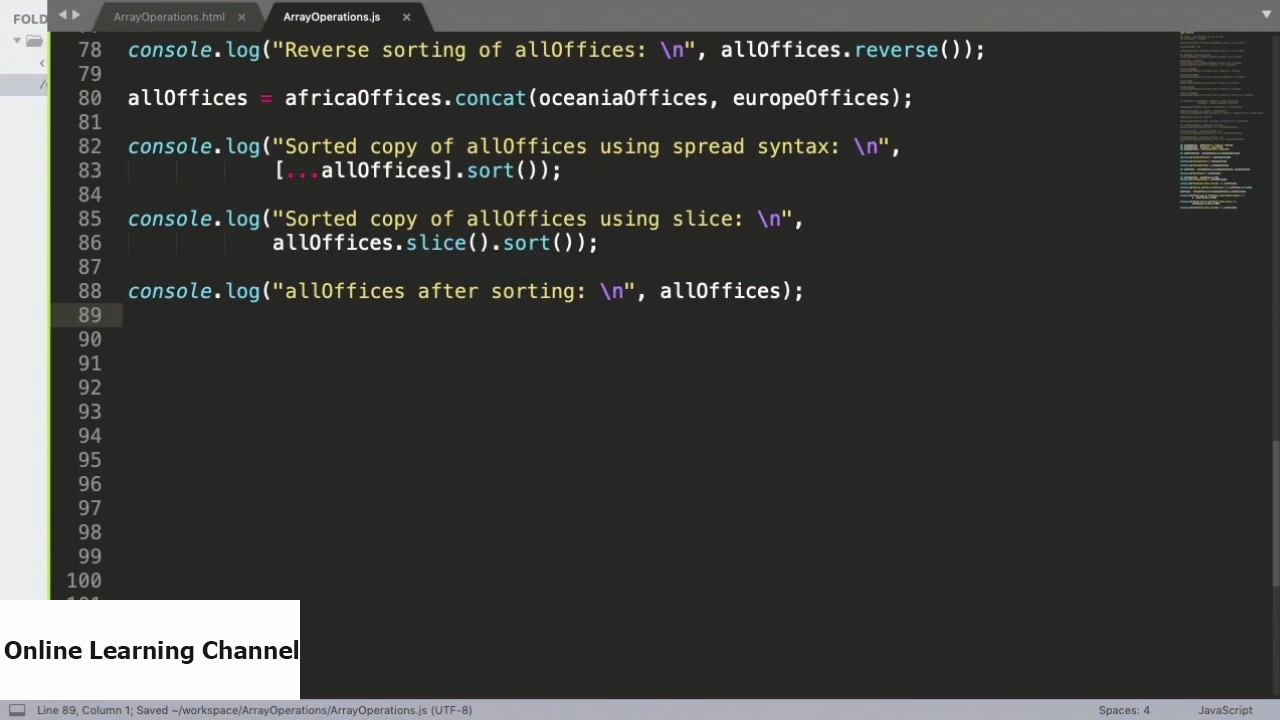 FOLD
ArrayOperations.html
ArrayOperations.js
78 console.log("Reverse sorting of allOffices: \n", allOffices.reverse());
79
80 allOffices = africaOffices.concat(oceaniaOffices, europeOffices);
81
82 console.log("Sorted copy of allOffices using spread syntax: \n",
83 [...allOffices].sort());
84
85 console.log("Sorted copy of allOffices using slice: \n",
86 allOffices.slice().sort());
87
88 console.log("allOffices after sorting: \n", allOffices);
89
90
91
92
93
94
95
96
97
98
99
100
Online Learning Channel
Line 89, Column 1; Saved ~/workspace/ArrayOperations/ArrayOperations.js (UTF-8)
Spaces: 4
JavaScript